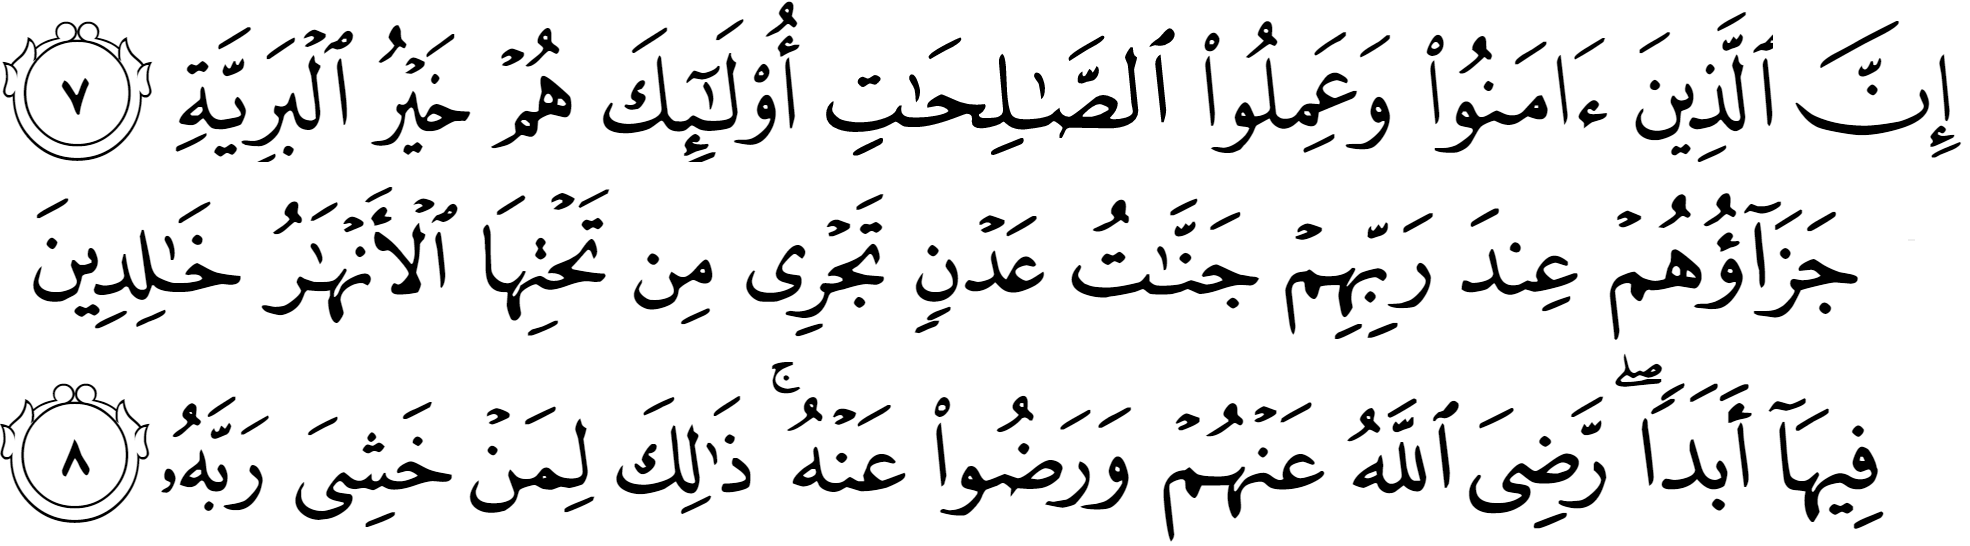 إِنَّ ٱلَّذِينَ ءَامَنُوا۟ وَعَمِلُوا۟ ٱلصَّـٰلِحَـٰتِ أُو۟لَـٰٓئِكَ هُمْ خَيْرُ ٱلْبَرِيَّةِ ٧
جَزَآؤُهُمْ عِندَ رَبِّهِمْ جَنَّـٰتُ عَدْنٍ تَجْرِى مِن تَحْتِهَا ٱلْأَنْهَـٰرُ خَـٰلِدِينَ
فِيهَآ أَبَدًا ۖ رَّضِىَ ٱللَّهُ عَنْهُمْ وَرَضُوا۟ عَنْهُ ۚ ذَٰلِكَ لِمَنْ خَشِىَ رَبَّهُۥ ٨